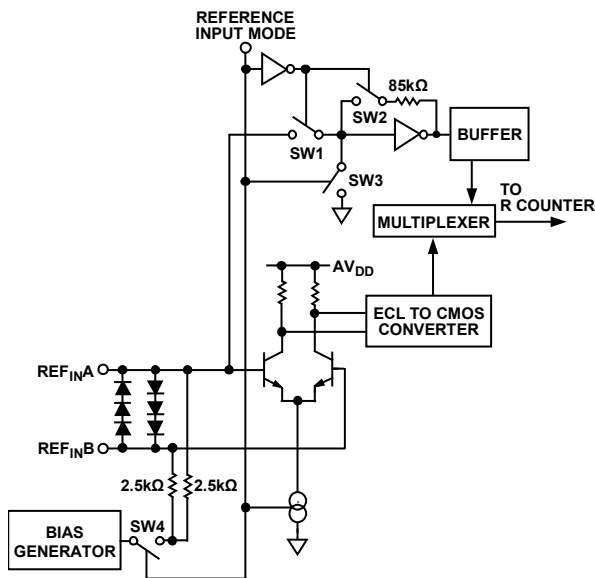 REFERENCE
INPUT MODE
85kΩ
SW2
BUFFER
SW1
SW3
TO
R COUNTER
MULTIPLEXER
AVDD
ECL TO CMOS
CONVERTER
REFINA
REFINB
2.5kΩ
2.5kΩ
BIAS
GENERATOR
SW4